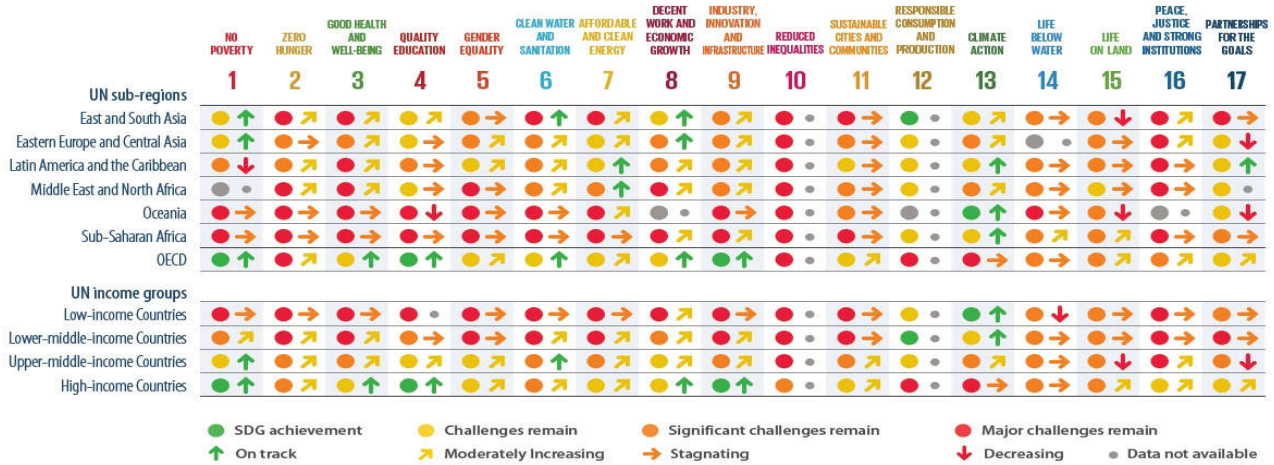 NO POVERTY
ZERO HUNGER
GOOD HEALTH AND WELL-BEING
QUALITY EDUCATION
GENDER EQUALITY
CLEAN WATER AND SANITATION
AFFORDABLE AND CLEAN ENERGY
DECENT WORK AND ECONOMIC GROWTH
INDUSTRY, INNOVATION AND INFRASTRUCTURE
REDUCED INEQUALITIES
SUSTAINABLE CITIES AND COMMUNITIES
RESPONSIBLE CONSUMPTION AND PRODUCTION
CLIMATE ACTION
LIFE BELOW WATER
LIFE ON LAND
PEACE, JUSTICE AND STRONG INSTITUTIONS
PARTNERSHIPS FOR THE GOALS
1 2 3 4 5 6 7 8 9 10 11 12 13 14 15 16 17
UN sub-regions
East and South Asia
Eastern Europe and Central Asia
Latin America and the Caribbean
Middle East and North Africa
Oceania
Sub-Saharan Africa
OECD
UN income groups
Low-income Countries
Lower-middle-income Countries
Upper-middle-income Countries
High-income Countries
SDG achievement Challenges remain Significant challenges remain Major challenges remain
On track Moderately Increasing Stagnating Decreasing Data not available